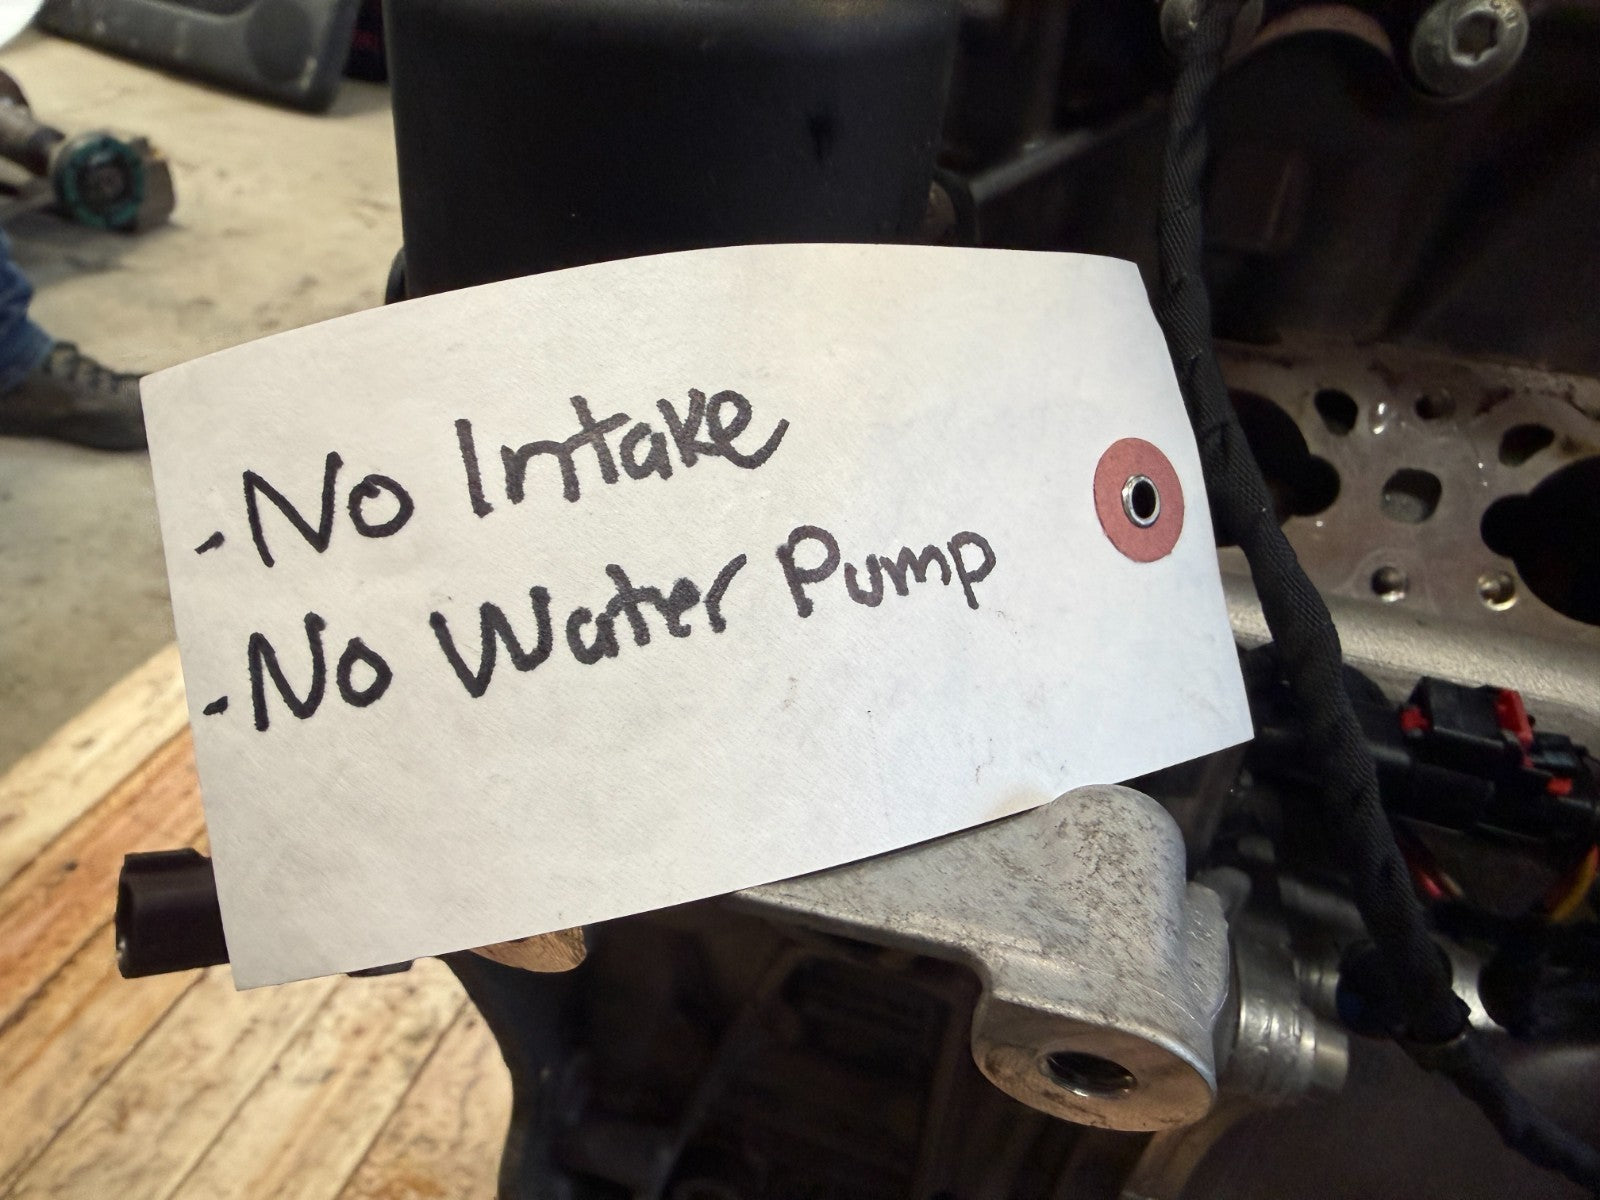 -No Intake
-No Water Pump